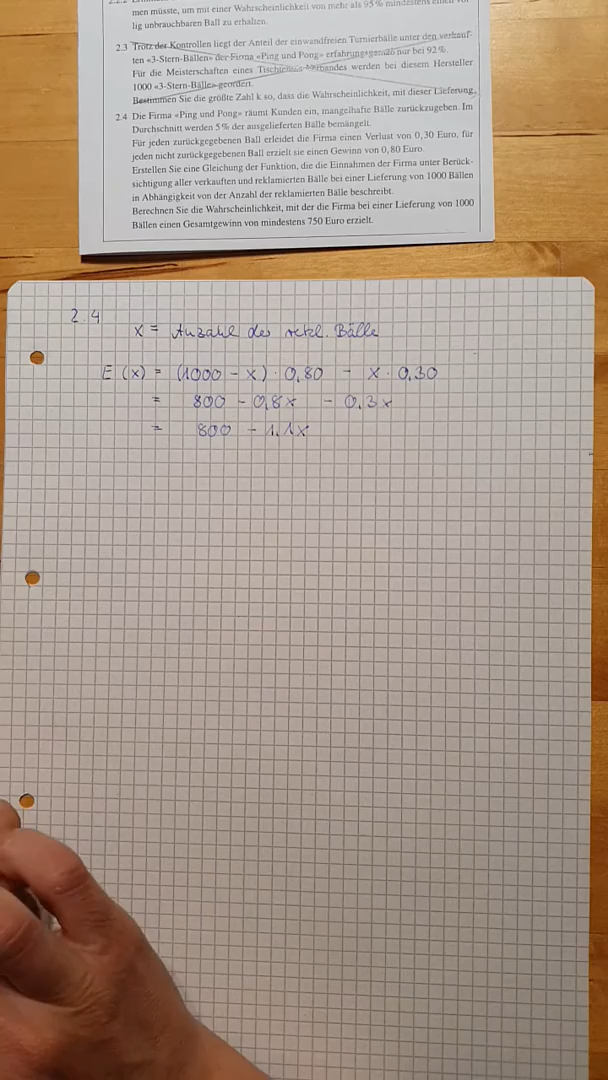 men müsste, um mit einer Wahrscheinlichkeit von mehr als 95 % mindestens einen völ-
lig unbrauchbaren Ball zu erhalten.
2.3 Trotz der Kontrollen liegt der Anteil der einwandfreien Turnierbälle unter den verkauf-
ten «3-Stern-Bällen» der Firma «Ping und Pong» erfahrungsgemäß nur bei 92 %.
Für die Meisterschaften eines Tischtennis-Verbandes werden bei diesem Hersteller
1000 «3-Stern-Bälle» geordert.
Bestimmen Sie die größte Zahl k so, dass die Wahrscheinlichkeit, mit dieser Lieferung
2.4 Die Firma «Ping und Pong» räumt Kunden ein, mangelhafte Bälle zurückzugeben. Im
Durchschnitt werden 5 % der ausgelieferten Bälle bemängelt.
Für jeden zurückgegebenen Ball erleidet die Firma einen Verlust von 0,30 Euro, für
jeden nicht zurückgegebenen Ball erzielt sie einen Gewinn von 0,80 Euro.
Erstellen Sie eine Gleichung der Funktion, die die Einnahmen der Firma unter Berück-
sichtigung aller verkauften und reklamierten Bälle bei einer Lieferung von 1000 Bällen
in Abhängigkeit von der Anzahl der reklamierten Bälle beschreibt.
Berechnen Sie die Wahrscheinlichkeit, mit der die Firma bei einer Lieferung von 1000
Bällen einen Gesamtgewinn von mindestens 750 Euro erzielt.
2.4
x = Anzahl der rekl. Bälle
E (x) = (1000 - x) · 0,80 - x · 0,30
= 800 - 0,8x - 0,3x
= 800 - 1,1x